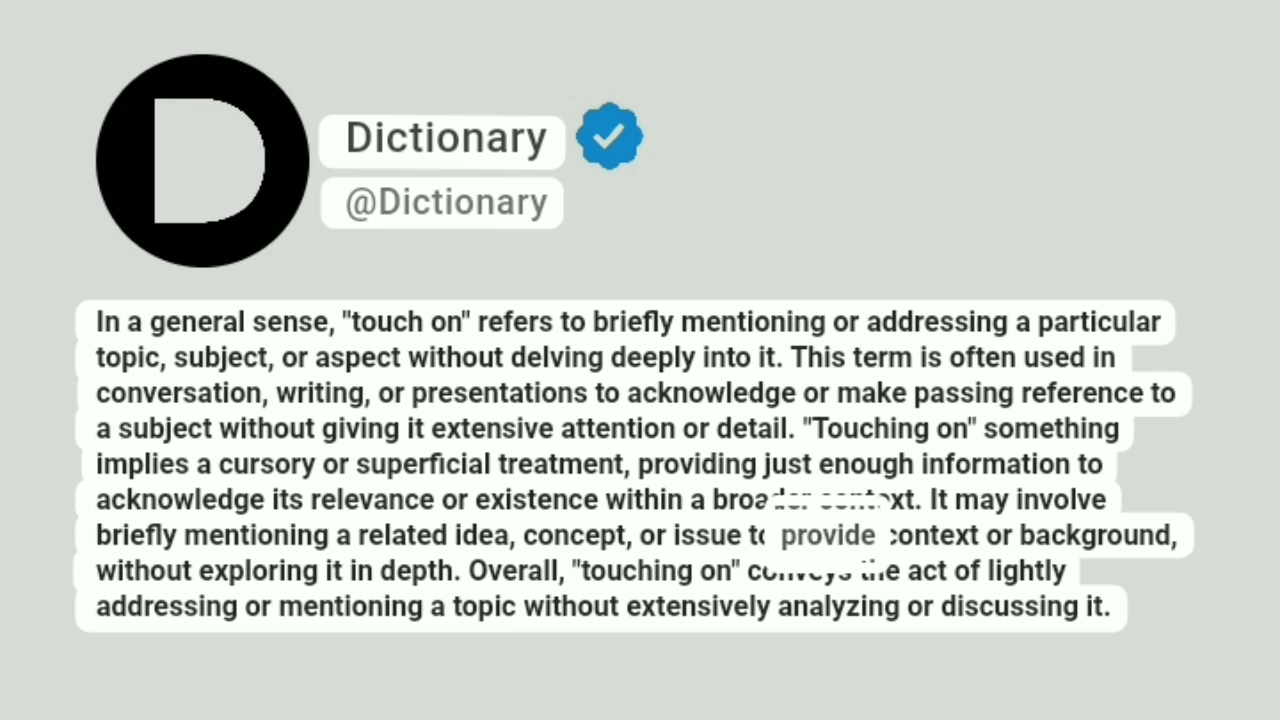 D
Dictionary
@Dictionary
In a general sense, "touch on" refers to briefly mentioning or addressing a particular
topic, subject, or aspect without delving deeply into it. This term is often used in
conversation, writing, or presentations to acknowledge or make passing reference to
a subject without giving it extensive attention or detail. "Touching on" something
implies a cursory or superficial treatment, providing just enough information to
acknowledge its relevance or existence within a broader context. It may involve
briefly mentioning a related idea, concept, or issue to provide context or background,
without exploring it in depth. Overall, "touching on" conveys the act of lightly
addressing or mentioning a topic without extensively analyzing or discussing it.